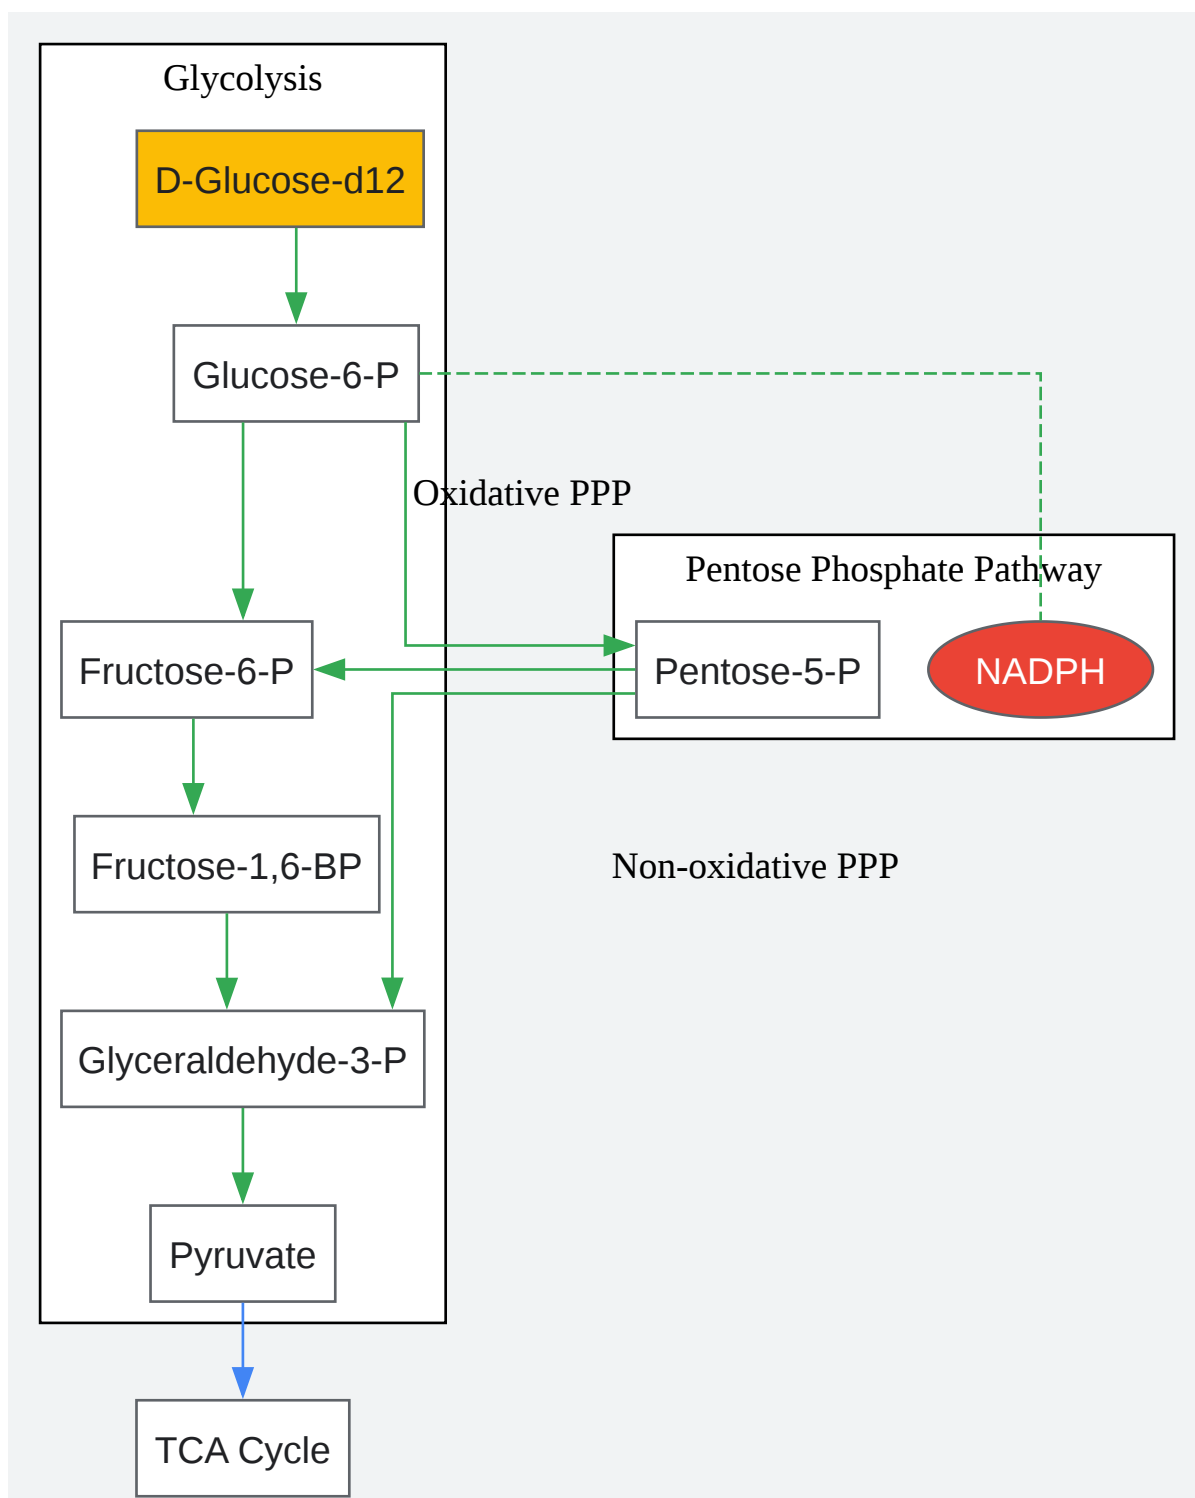 Glycolysis
D-Glucose-d12
Glucose-6-P
Oxidative PPP
Pentose Phosphate Pathway
Fructose-6-P
Pentose-5-P
NADPH
Fructose-1,6-BP
Non-oxidative PPP
Glyceraldehyde-3-P
Pyruvate
TCA Cycle